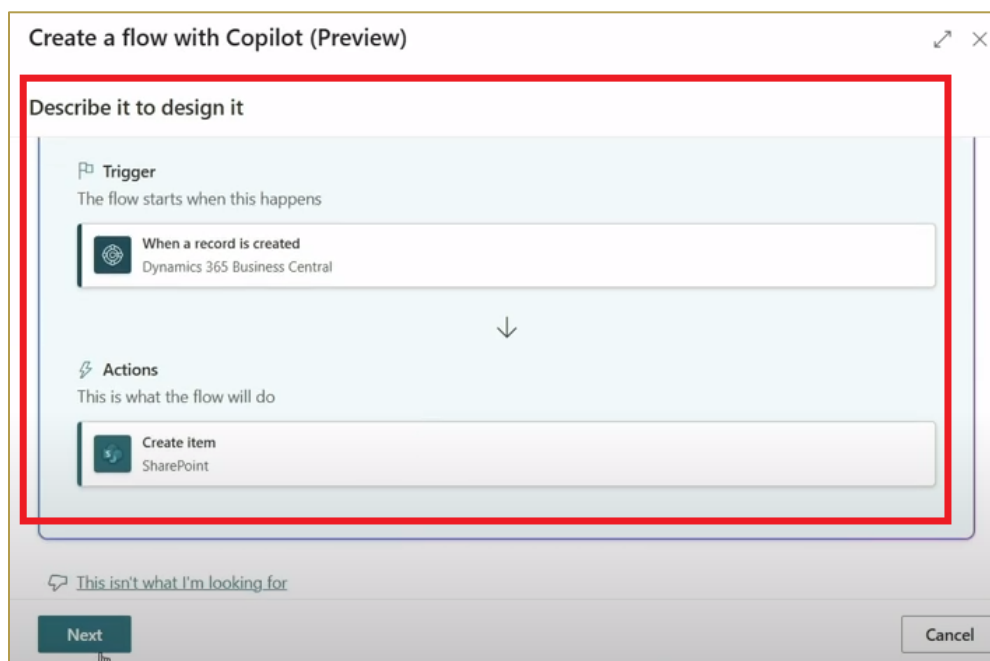 Create a flow with Copilot (Preview)
Describe it to design it
Trigger
The flow starts when this happens
When a record is created
Dynamics 365 Business Central
Actions
This is what the flow will do
Create item
SharePoint
This isn't what I'm looking for
Next
Cancel